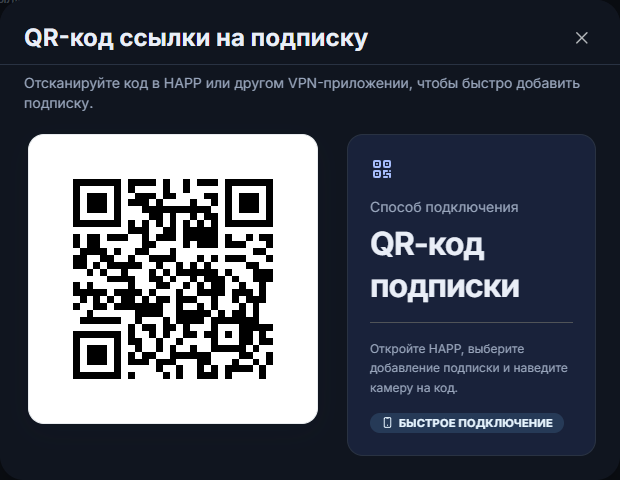 QR-код ссылки на подписку
Отсканируйте код в HAPP или другом VPN-приложении, чтобы быстро добавить
подписку.
Способ подключения
QR-код
подписки
Откройте HAPP, выберите
добавление подписки и наведите
камеру на код.
БЫСТРОЕ ПОДКЛЮЧЕНИЕ